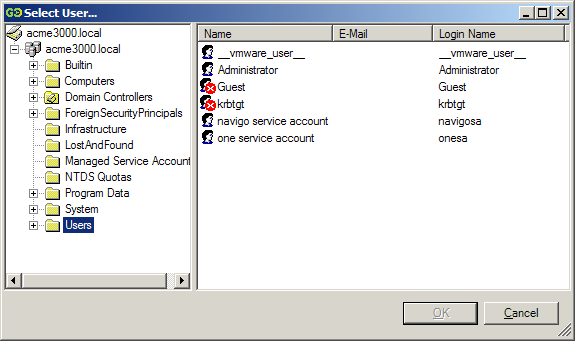 Select User...
acme3000.local
acme3000.local
Builtin
Computers
Domain Controllers
ForeignSecurityPrincipals
Infrastructure
LostAndFound
Managed Service Account
NTDS Quotas
Program Data
System
Users
Name E-Mail Login Name
__vmware_user__ __vmware_user__
Administrator Administrator
Guest Guest
krbtgt krbtgt
navigo service account navigosa
one service account onesa
OK Cancel